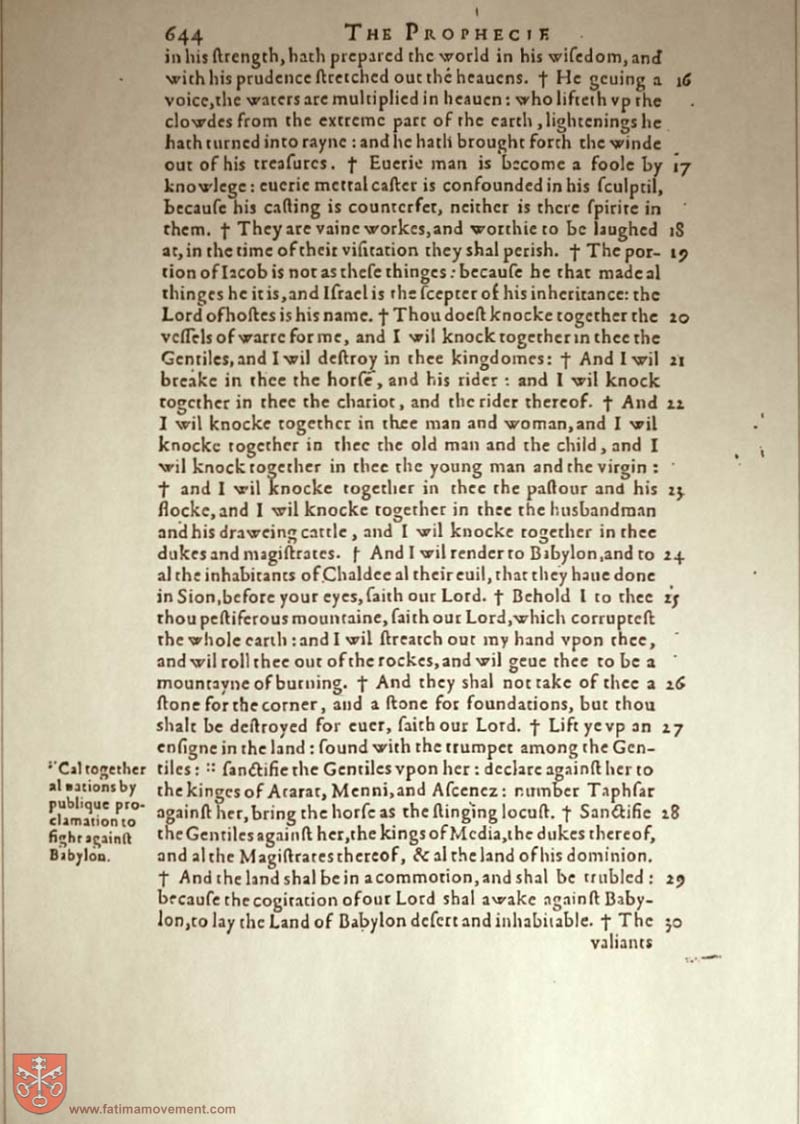 644 THE PROPHECIE
in his ſtrength, hath prepared the world in his wiſedom, and
with his prudence ſtretched out the heauens. † He geuing a 16
voice, the waters are multiplied in heauen: who lifteth vp the
clowdes from the extreme part of the earth, lightenings he
hath turned into rayne: and he hath brought forth the winde
out of his treaſures. † Euerie man is become a foole by 17
knowlege: euerie mettal caſter is confounded in his ſculptil,
becauſe his caſting is counterfet, neither is there ſpirite in
them. † They are vaine workes, and worthie to be laughed 18
at, in the time of their viſitation they shal perish. † The por- 19
tion of Iacob is not as theſe thinges: becauſe he that made al
thinges he it is, and Iſrael is the ſcepter of his inheritance: the
Lord of hoſtes is his name. † Thou doeſt knocke together the 20
veſſels of warre for me, and I wil knock together in thee the
Gentiles, and I wil deſtroy in thee kingdomes: † And I wil 21
breake in thee the horſe, and his rider: and I wil knock
together in thee the chariot, and the rider thereof. † And 22
I wil knocke together in thee man and woman, and I wil
knocke together in thee the old man and the child, and I
wil knock together in thee the young man and the virgin:
† and I wil knocke together in thee the paſtour and his 23
flocke, and I wil knocke together in thee the husbandman
and his draweing cattle, and I wil knocke together in thee
dukes and magiſtrates. † And I wil render to Babylon, and to 24
al the inhabitants of Chaldee al their euil, that they haue done
in Sion, before your eyes, ſaith our Lord. † Behold I to thee 25
thou peſtiferous mountaine, ſaith our Lord, which corrupteſt
the whole earth: and I wil ſtreatch out my hand vpon thee,
and wil roll thee out of the rockes, and wil geue thee to be a
mountayne of burning. † And they shal not take of thee a 26
ſtone for the corner, and a ſtone for foundations, but thou
shalt be deſtroyed for euer, ſaith our Lord. † Lift ye vp an 27
enſigne in the land: ſound with the trumpet among the Gen-
tiles: :: ſanctifie the Gentiles vpon her: declare againſt her to
the kinges of Ararat, Menni, and Aſcenez: number Taphſar
againſt her, bring the horſe as the ſtinging locuſt. † Sanctifie 28
the Gentiles againſt her, the kings of Media, the dukes thereof,
and al the Magiſtrates thereof, & al the land of his dominion.
† And the land shal be in a commotion, and shal be trubled: 29
becauſe the cogitation of our Lord shal awake againſt Baby-
lon, to lay the Land of Babylon deſert and inhabitable. † The 30
valiants
:: Cal together
al nations by
publique pro-
clamation to
fight againſt
Babylon.
www.fatimamovement.com